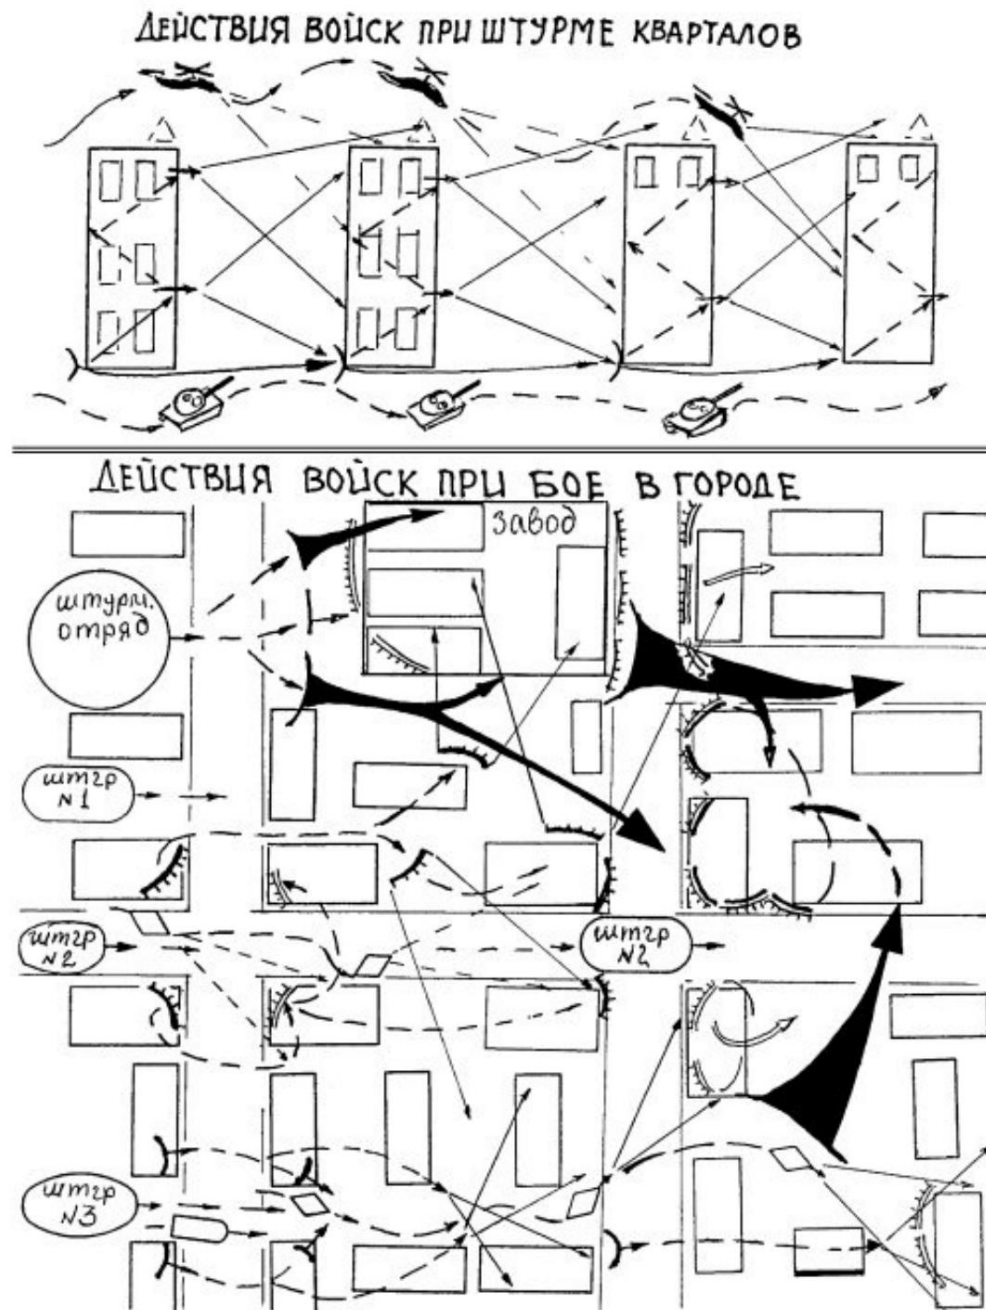 ДЕЙСТВИЯ ВОЙСК ПРИ ШТУРМЕ КВАРТАЛОВ
ДЕЙСТВИЯ ВОЙСК ПРИ БОЕ В ГОРОДЕ
завод
штурм.
отряд
штгр
N1
штгр
N2
штгр
N2
штгр
N3